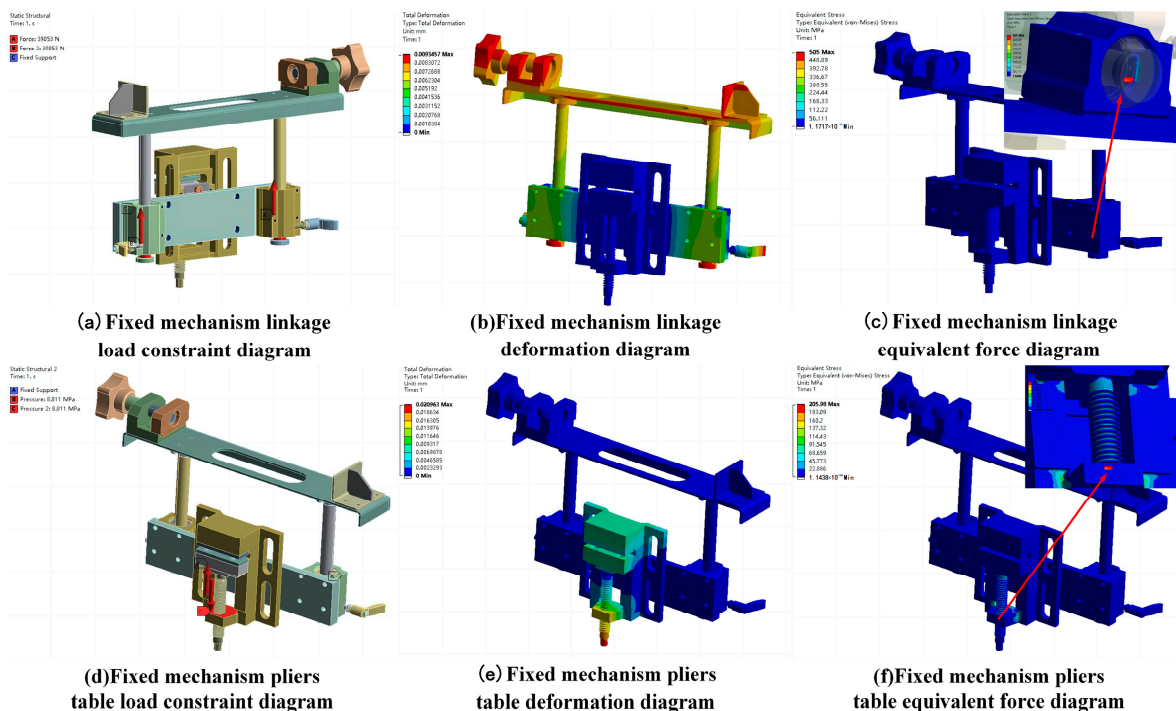 Static Structural
Time: 1, s
A Force: 39053 N
B Force 2: 39053 N
C Fixed Support
Total Deformation
Type: Total Deformation
Unit: mm
Time: 1
0.0093457 Max
0.0083072
0.0072688
0.0062304
0.005192
0.0041536
0.0031152
0.0020768
0.0010384
0 Min
Equivalent Stress
Type: Equivalent (von-Mises) Stress
Unit: MPa
Time: 1
505 Max
448.89
392.78
336.67
280.55
224.44
168.33
112.22
56.111
(a) Fixed mechanism linkage
load constraint diagram
(b)Fixed mechanism linkage
deformation diagram
(c) Fixed mechanism linkage
equivalent force diagram
Static Structural 2
Time: 1, s
A Fixed Support
B Pressure: 8.811 MPa
C Pressure 2: 8.811 MPa
Total Deformation
Type: Total Deformation
Unit: mm
Time: 1
0.020963 Max
0.018634
0.016305
0.013976
0.011646
0.009317
0.0069878
0.0046585
0.0023293
0 Min
Equivalent Stress
Type: Equivalent (von-Mises) Stress
Unit: MPa
Time: 1
205.98 Max
183.09
160.2
137.32
114.43
91.545
68.659
45.773
22.886
(d)Fixed mechanism pliers
table load constraint diagram
(e)Fixed mechanism pliers
table deformation diagram
(f)Fixed mechanism pliers
table equivalent force diagram